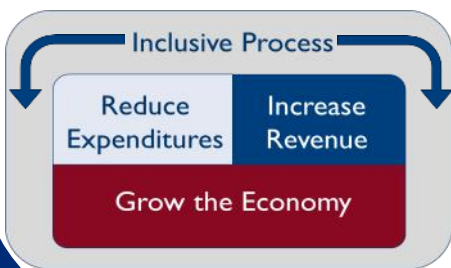 Inclusive Process
Reduce
Expenditures
Increase
Revenue
Grow the Economy